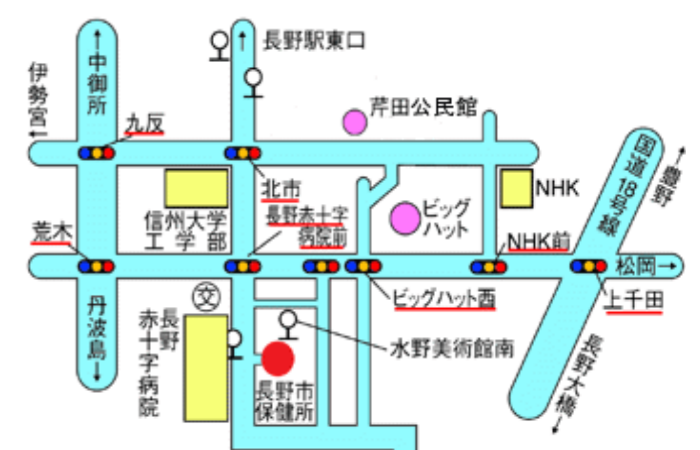 長野駅東口
中御所
伊勢宮
芹田公民館
九反
国道18号線
豊野
北市
NHK
信州大学
工学部
長野赤十字
病院前
ビッグ
ハット
荒木
NHK前
松岡
丹波島
交
ビッグハット西
上千田
長野
赤十字病院
水野美術館南
長野大橋
長野市
保健所